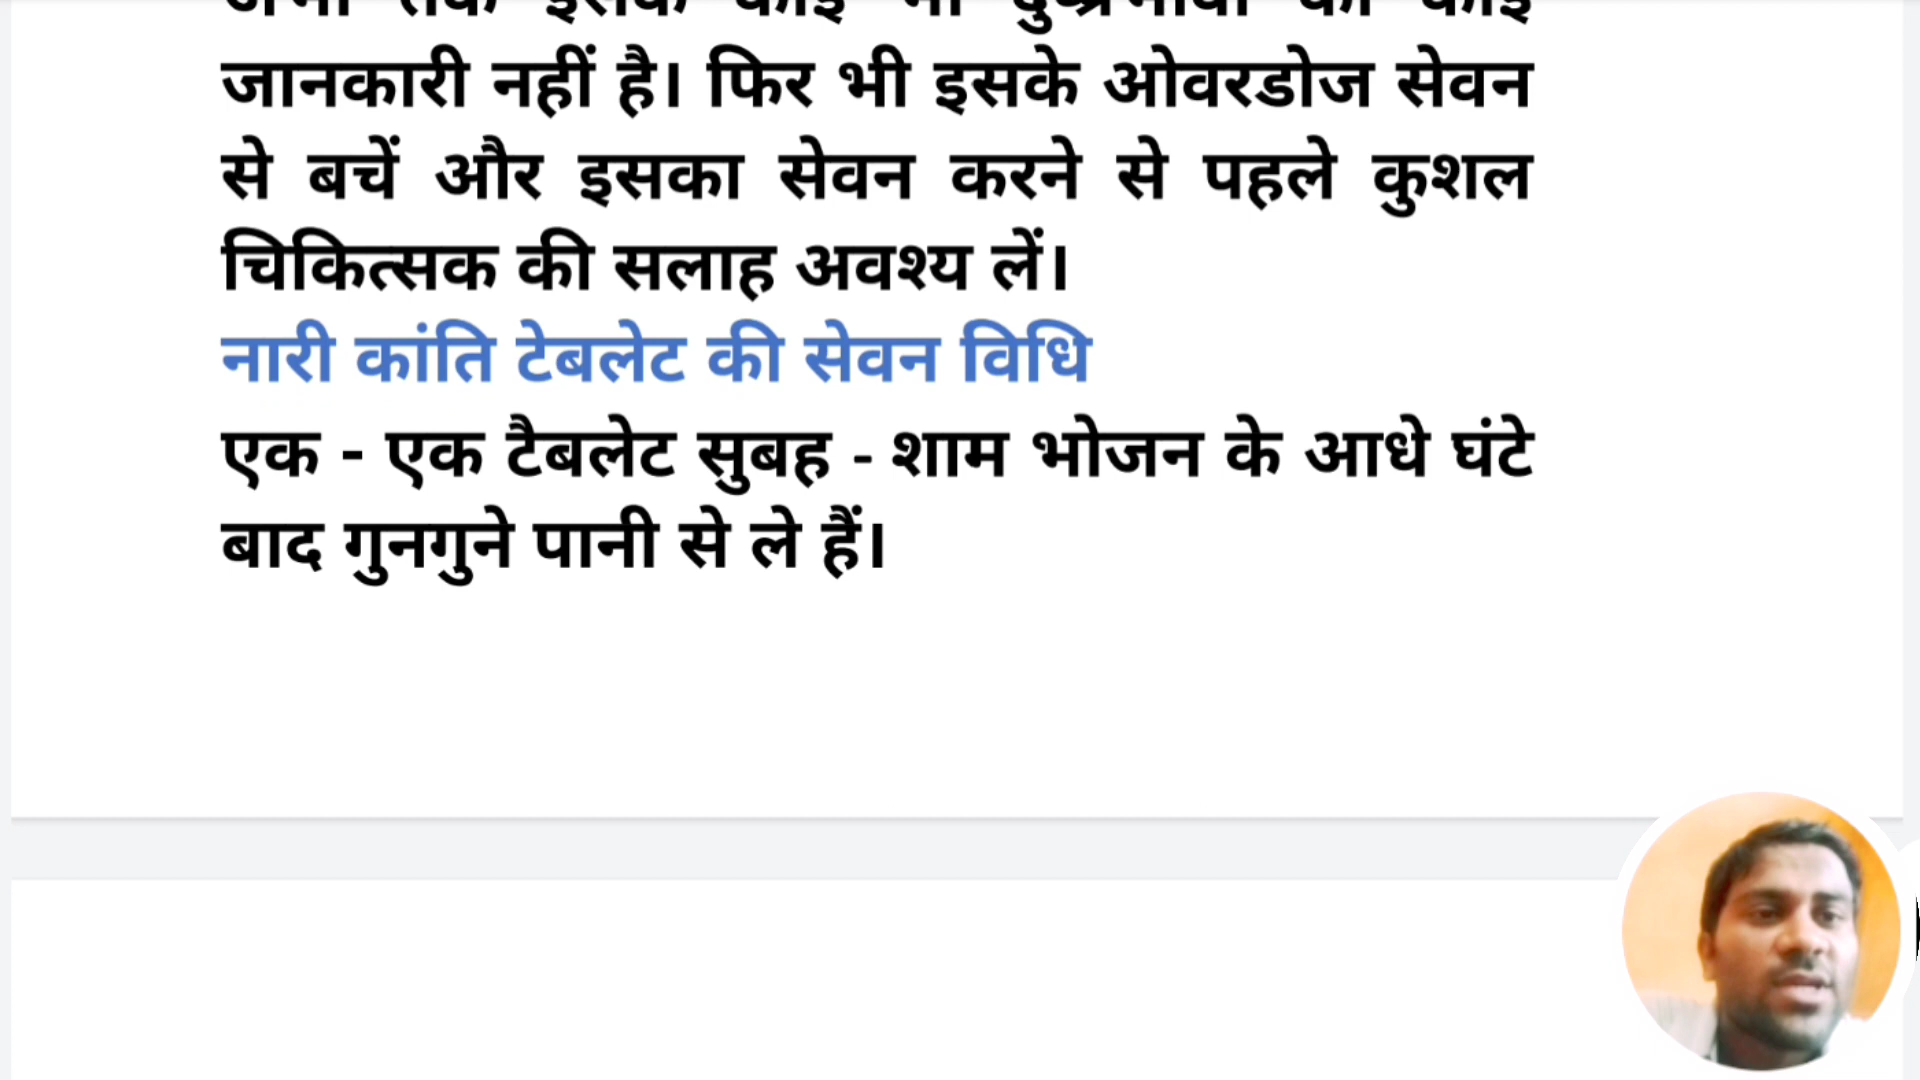 जानकारी नहीं है। फिर भी इसके ओवरडोज सेवन
से बचें और इसका सेवन करने से पहले कुशल
चिकित्सक की सलाह अवश्य लें।
नारी कांति टेबलेट की सेवन विधि
एक - एक टैबलेट सुबह - शाम भोजन के आधे घंटे
बाद गुनगुने पानी से ले हैं।